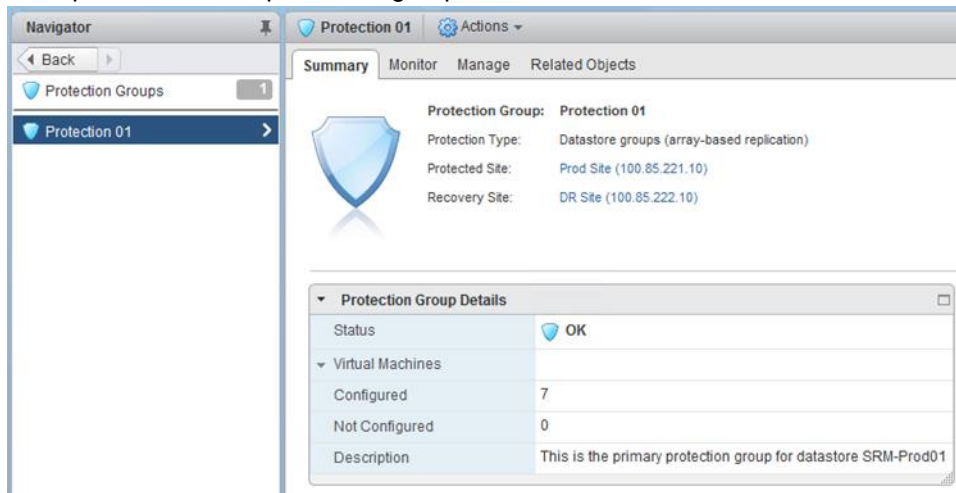 Navigator
Back
Protection Groups 1
Protection 01
Protection 01 Actions
Summary Monitor Manage Related Objects
Protection Group: Protection 01
Protection Type: Datastore groups (array-based replication)
Protected Site: Prod Site (100.85.221.10)
Recovery Site: DR Site (100.85.222.10)
Protection Group Details
Status OK
Virtual Machines
Configured 7
Not Configured 0
Description This is the primary protection group for datastore SRM-Prod01